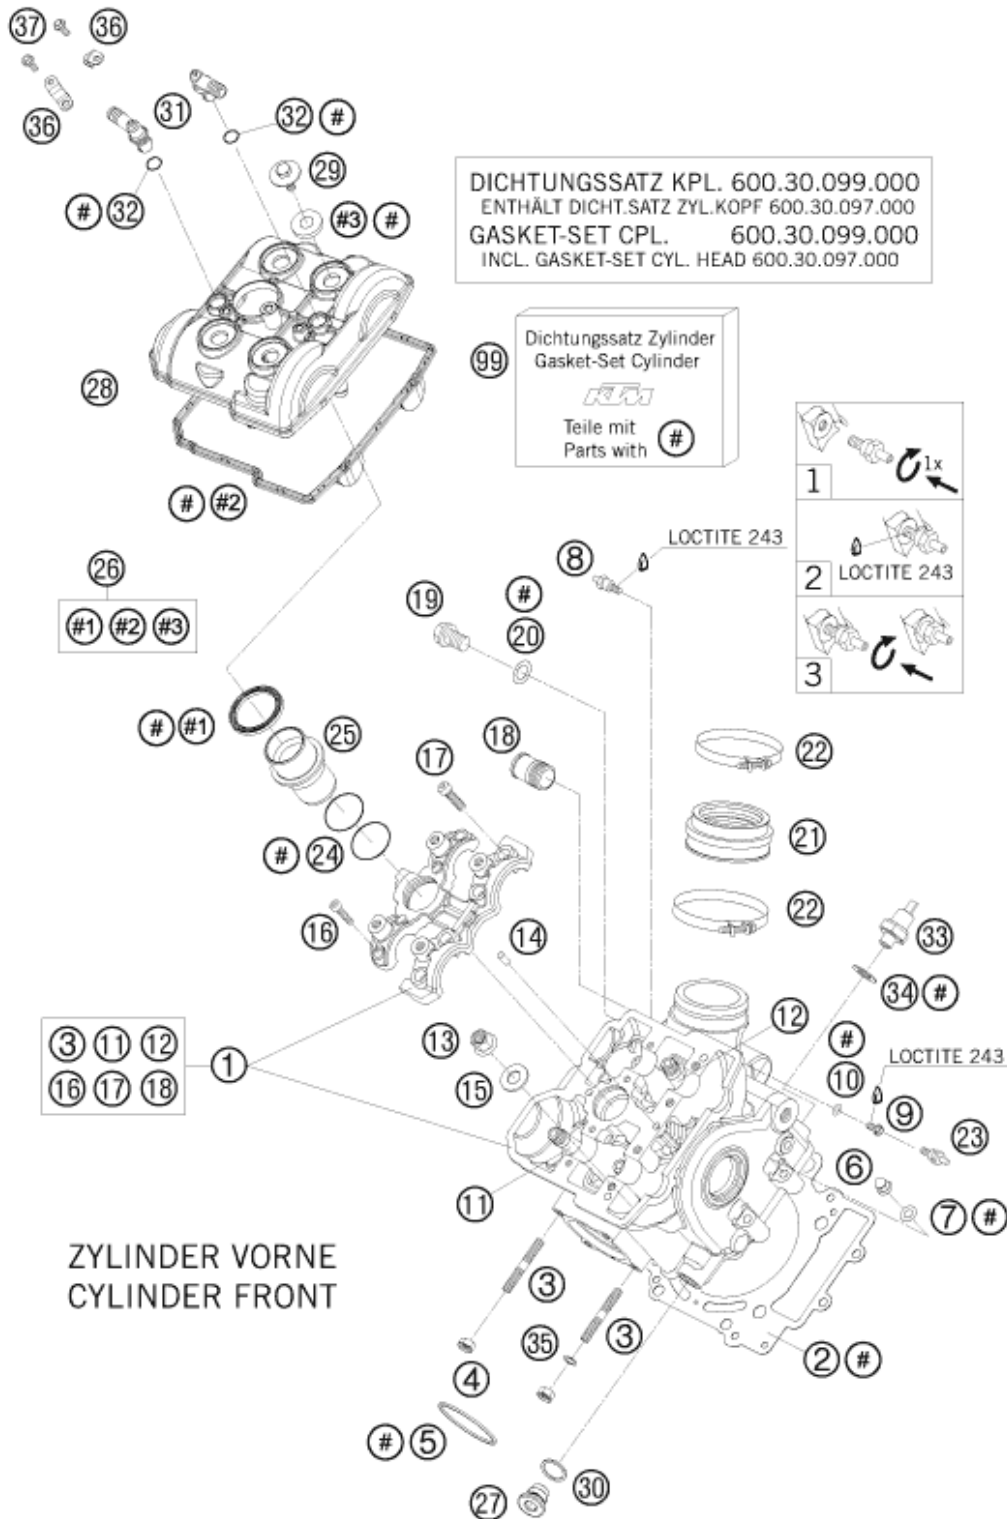 37
36
36
31
32 #
# 32
29
#3 #
DICHTUNGSSATZ KPL. 600.30.099.000
ENTHÄLT DICHT.SATZ ZYL.KOPF 600.30.097.000
GASKET-SET CPL. 600.30.099.000
INCL. GASKET-SET CYL. HEAD 600.30.097.000
28
99
Dichtungssatz Zylinder
Gasket-Set Cylinder
KTM
Teile mit
Parts with #
# #2
1
1x
2
LOCTITE 243
3
26
#1 #2 #3
8
LOCTITE 243
19
#
20
# #1
25
17
18
22
21
# 24
22
16
14
33
34 #
3 11 12
16 17 18
1
13
15
12
#
10
LOCTITE 243
9
23
6
7 #
11
ZYLINDER VORNE
CYLINDER FRONT
3
3
35
4
2 #
# 5
27
30